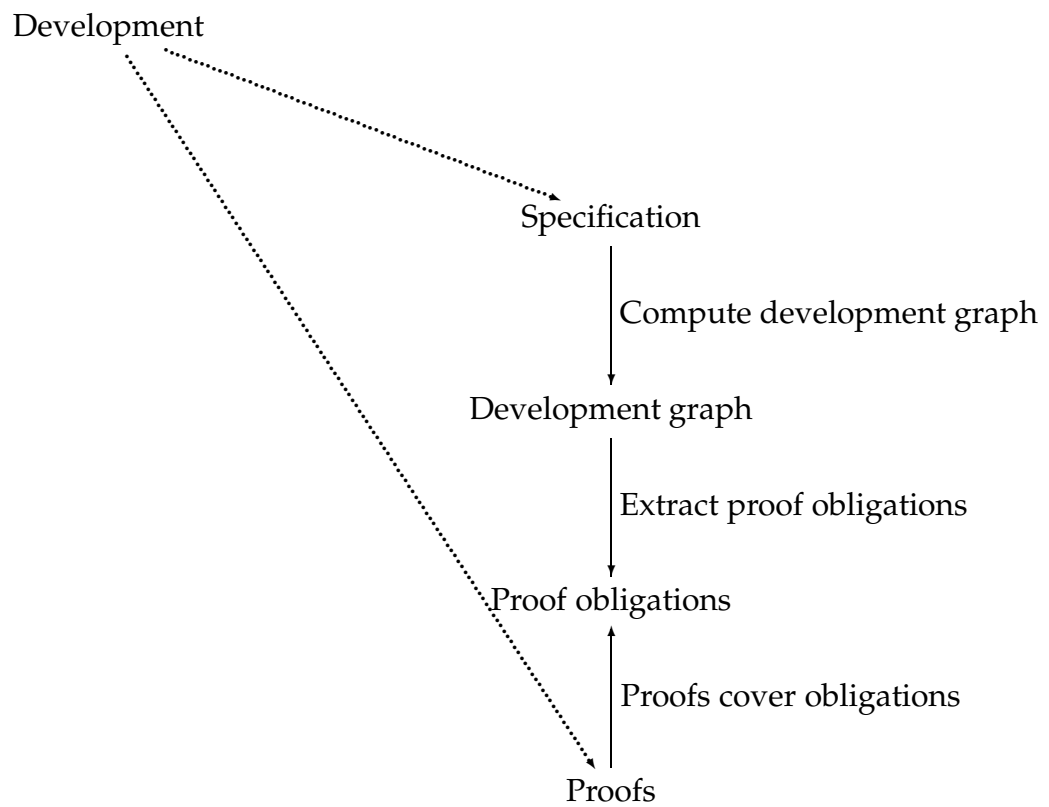 Development
Specification
Compute development graph
Development graph
Extract proof obligations
Proof obligations
Proofs cover obligations
Proofs